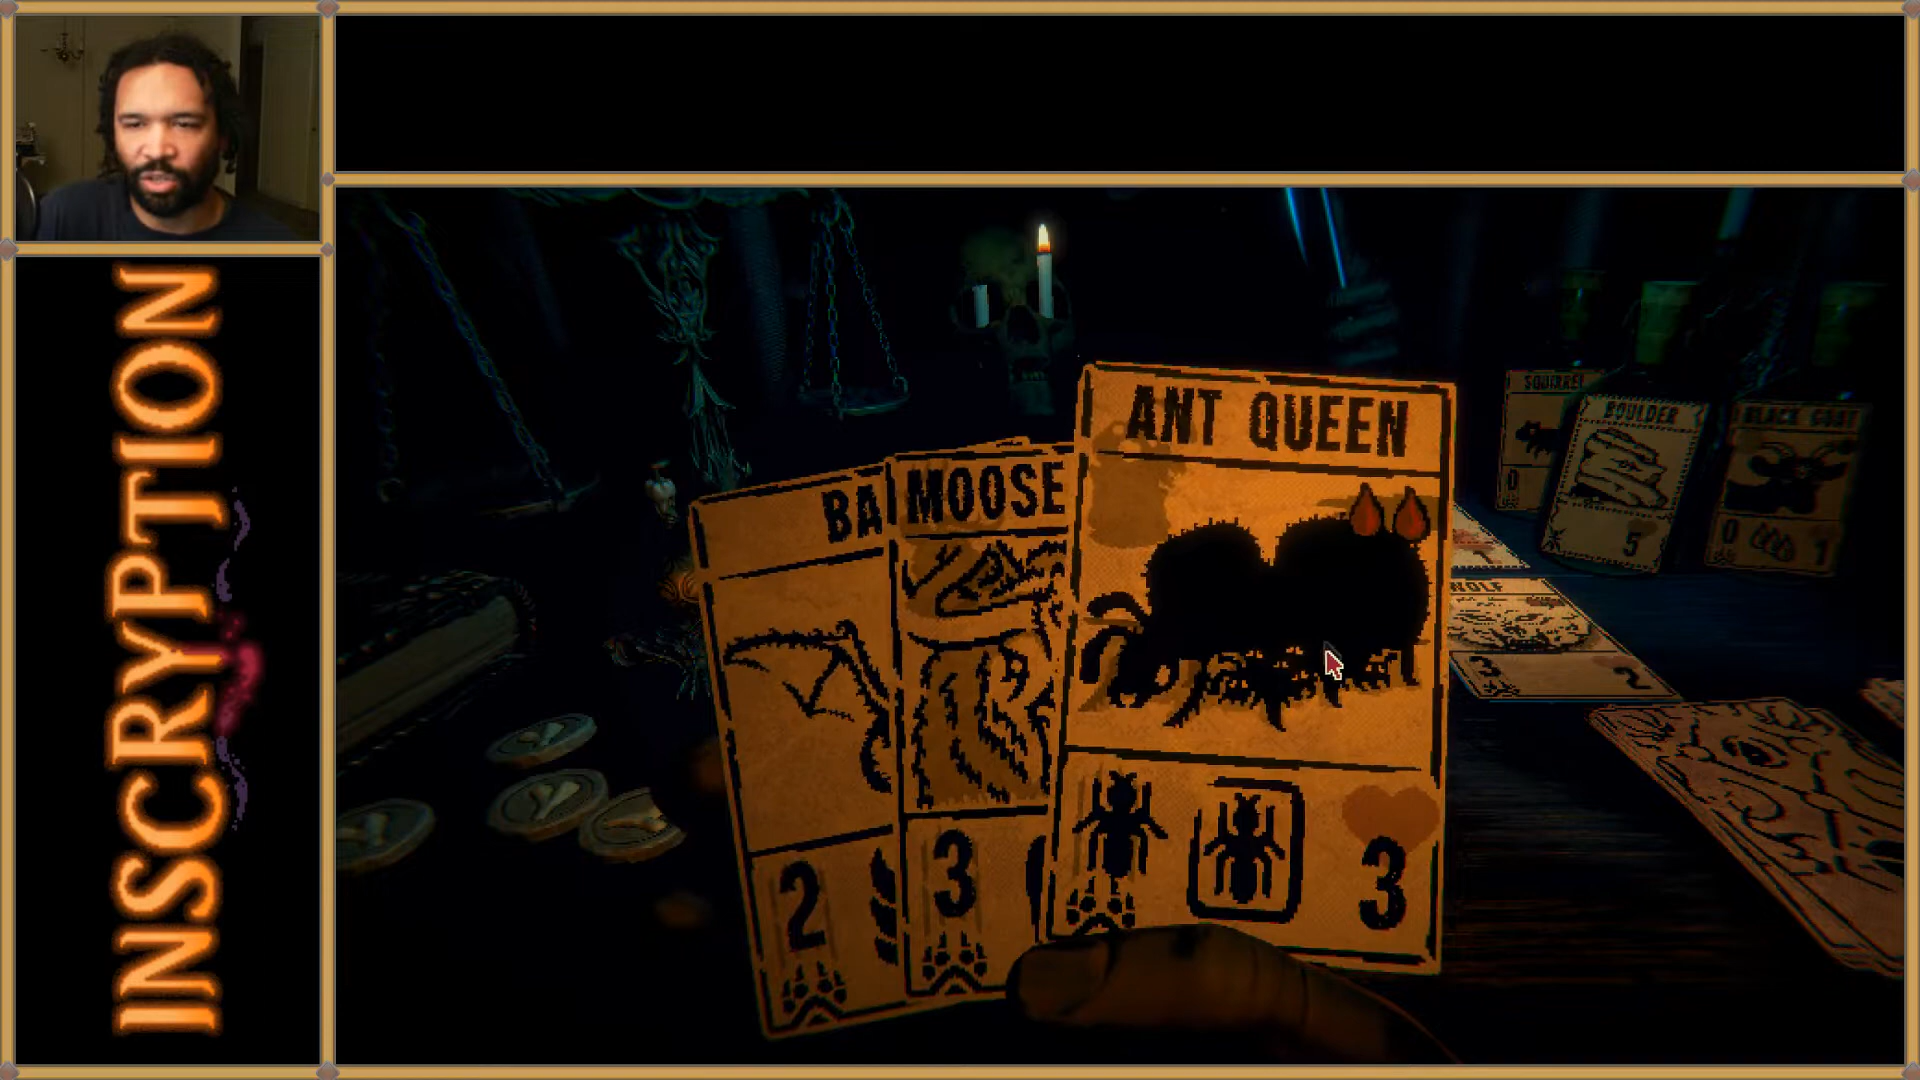 INSCRYPTION
ANT QUEEN
BA
MOOSE
SQUIRREL
BOULDER
BLACK GOAT
WOLF
0
5
0
1
3
2
2
3
3